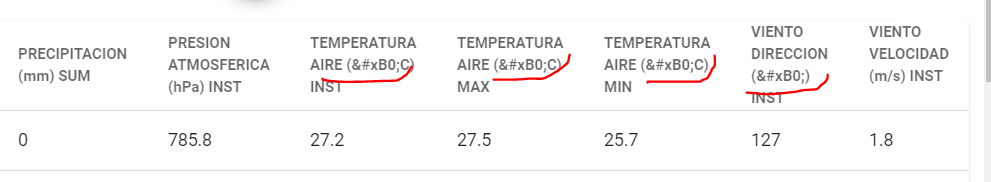 PRECIPITACION
(mm) SUM
PRESION
ATMOSFERICA
(hPa) INST
TEMPERATURA
AIRE (&#xB0;C)
INST
TEMPERATURA
AIRE (&#xB0;C)
MAX
TEMPERATURA
AIRE (&#xB0;C)
MIN
VIENTO
DIRECCION
(&#xB0;)
INST
VIENTO
VELOCIDAD
(m/s) INST
0 785.8 27.2 27.5 25.7 127 1.8